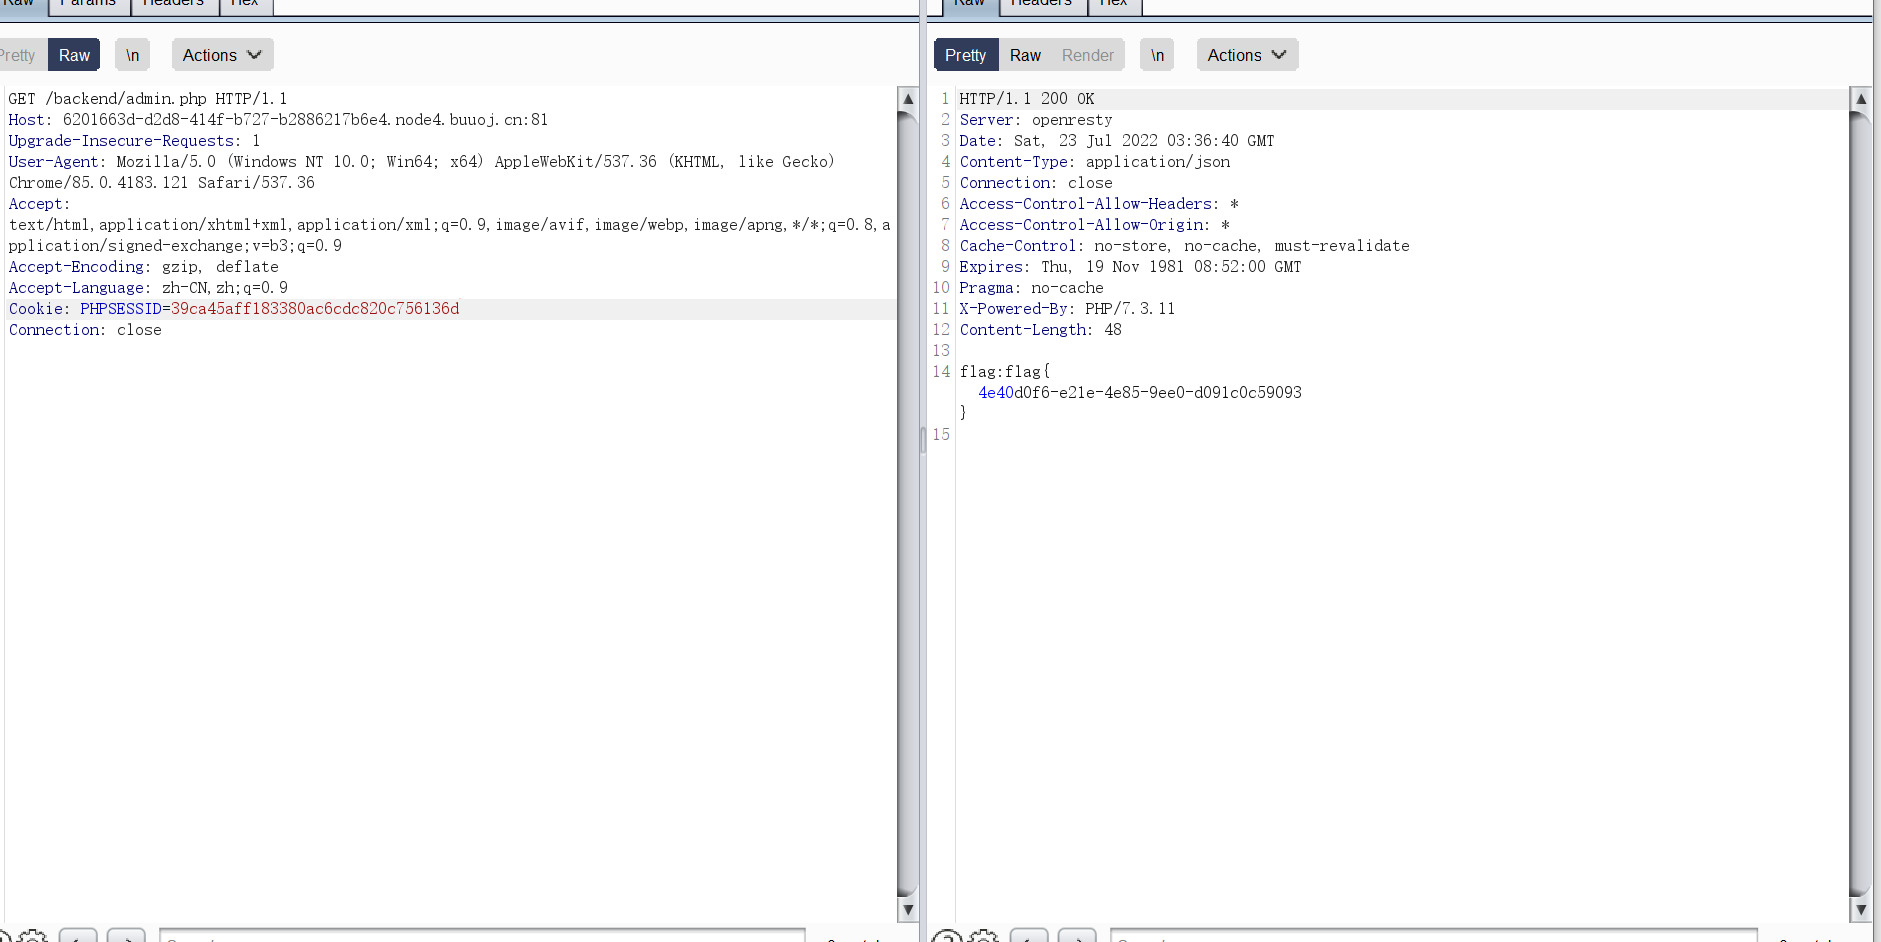 Raw Params Headers Hex
Pretty Raw \n Actions
GET /backend/admin.php HTTP/1.1
Host: 6201663d-d2d8-414f-b727-b2886217b6e4.node4.buuoj.cn:81
Upgrade-Insecure-Requests: 1
User-Agent: Mozilla/5.0 (Windows NT 10.0; Win64; x64) AppleWebKit/537.36 (KHTML, like Gecko)
Chrome/85.0.4183.121 Safari/537.36
Accept:
text/html,application/xhtml+xml,application/xml;q=0.9,image/avif,image/webp,image/apng,*/*;q=0.8,a
pplication/signed-exchange;v=b3;q=0.9
Accept-Encoding: gzip, deflate
Accept-Language: zh-CN,zh;q=0.9
Cookie: PHPSESSID=39ca45aff183380ac6cdc820c756136d
Connection: close
Raw Headers Hex
Pretty Raw Render \n Actions
1 HTTP/1.1 200 OK
2 Server: openresty
3 Date: Sat, 23 Jul 2022 03:36:40 GMT
4 Content-Type: application/json
5 Connection: close
6 Access-Control-Allow-Headers: *
7 Access-Control-Allow-Origin: *
8 Cache-Control: no-store, no-cache, must-revalidate
9 Expires: Thu, 19 Nov 1981 08:52:00 GMT
10 Pragma: no-cache
11 X-Powered-By: PHP/7.3.11
12 Content-Length: 48
13
14 flag:flag{
4e40d0f6-e21e-4e85-9ee0-d091c0c59093
}
15